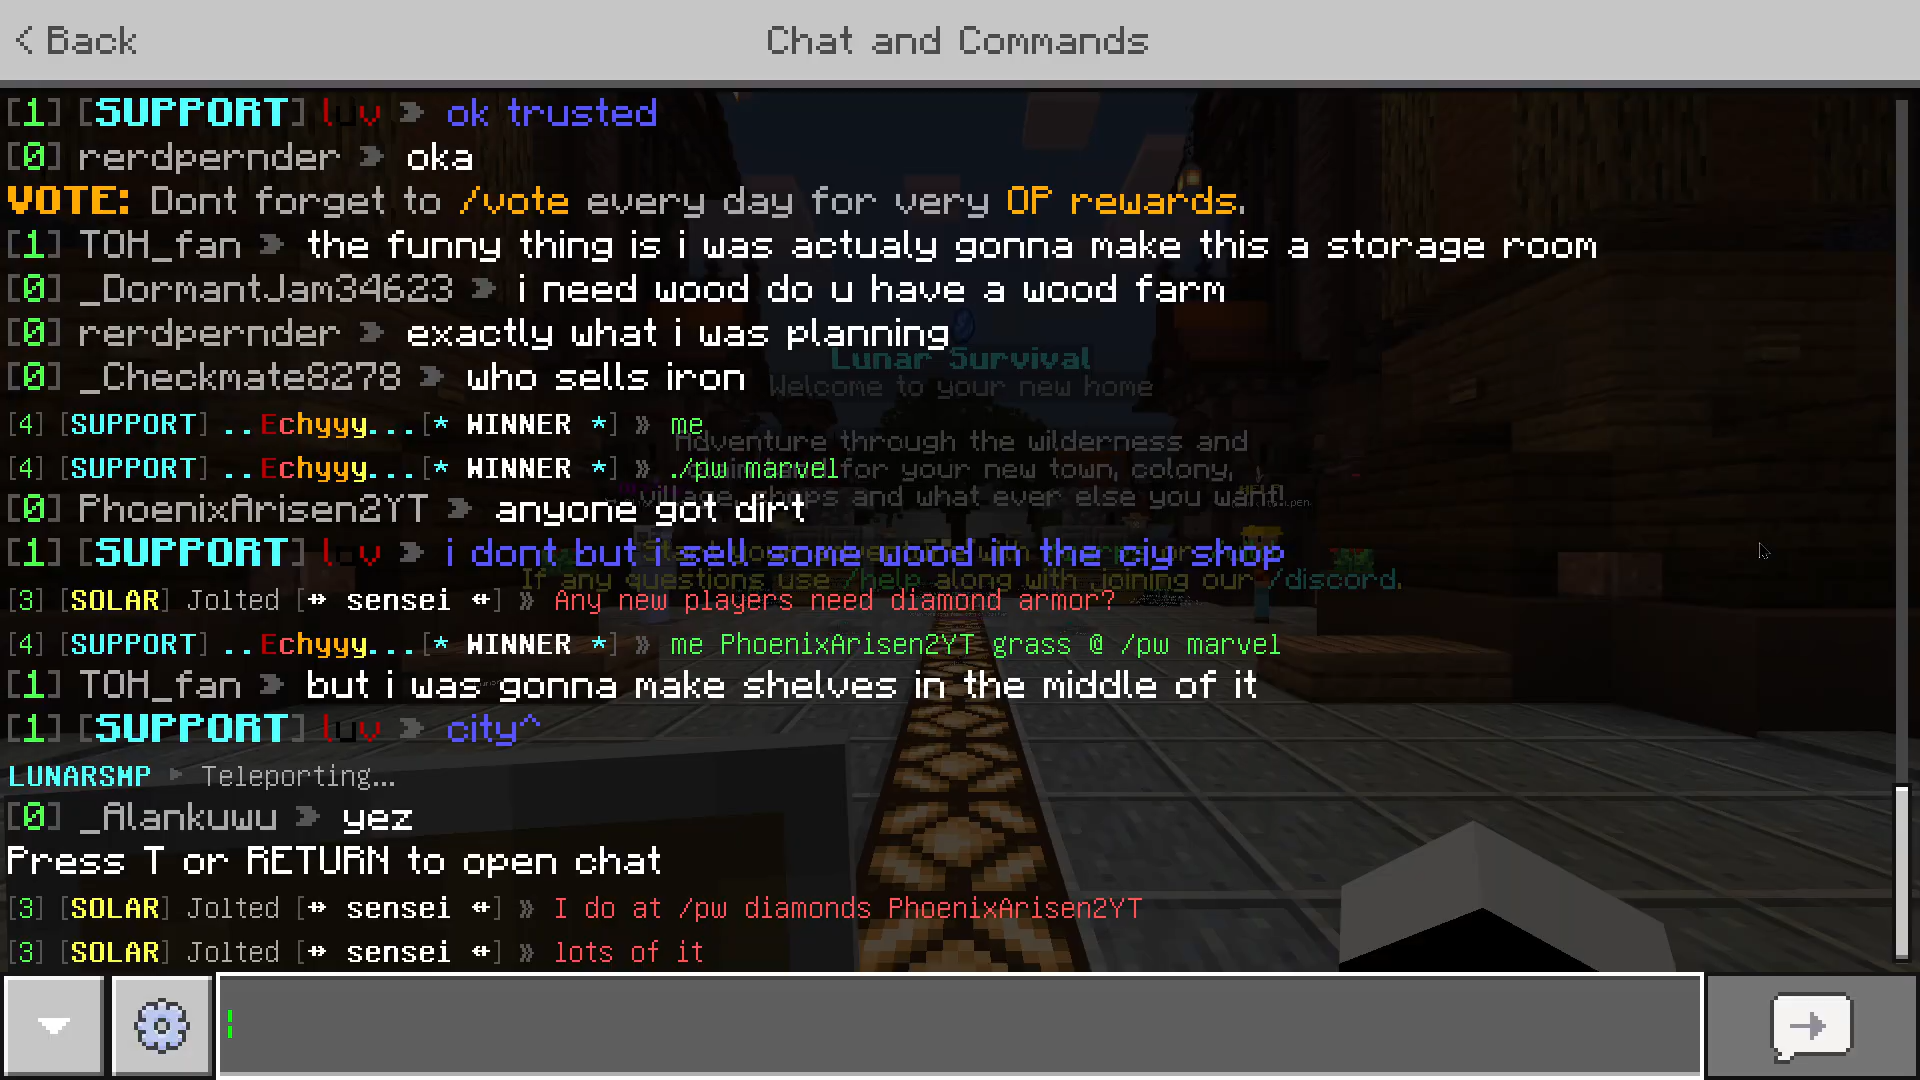 < Back
Chat and Commands
[1] [SUPPORT] luv » ok trusted
[0] rerdpernder » oka
VOTE: Dont forget to /vote every day for very OP rewards.
[1] TOH_fan » the funny thing is i was actualy gonna make this a storage room
[0] _DormantJam34623 » i need wood do u have a wood farm
[0] rerdpernder » exactly what i was planning
Lunar Survival
[0] _Checkmate8278 » who sells iron
Welcome to your new home
[4] [SUPPORT] ..Echyyy...[* WINNER *] » me
Adventure through the wilderness and
[4] [SUPPORT] ..Echyyy...[* WINNER *] » ./pw marvel
for your new town, colony,
village, shops and what ever else you want!
[0] PhoenixArisen2YT » anyone got dirt
[1] [SUPPORT] luv » i dont but i sell some wood in the ciy shop
If any questions use /help along with joining our /discord.
[3] [SOLAR] Jolted [↠ sensei ↞] » Any new players need diamond armor?
[4] [SUPPORT] ..Echyyy...[* WINNER *] » me PhoenixArisen2YT grass @ /pw marvel
[1] TOH_fan » but i was gonna make shelves in the middle of it
[1] [SUPPORT] luv » city^
LUNARSMP ▸ Teleporting...
[0] _Alankuwu » yez
Press T or RETURN to open chat
[3] [SOLAR] Jolted [↠ sensei ↞] » I do at /pw diamonds PhoenixArisen2YT
[3] [SOLAR] Jolted [↠ sensei ↞] » lots of it